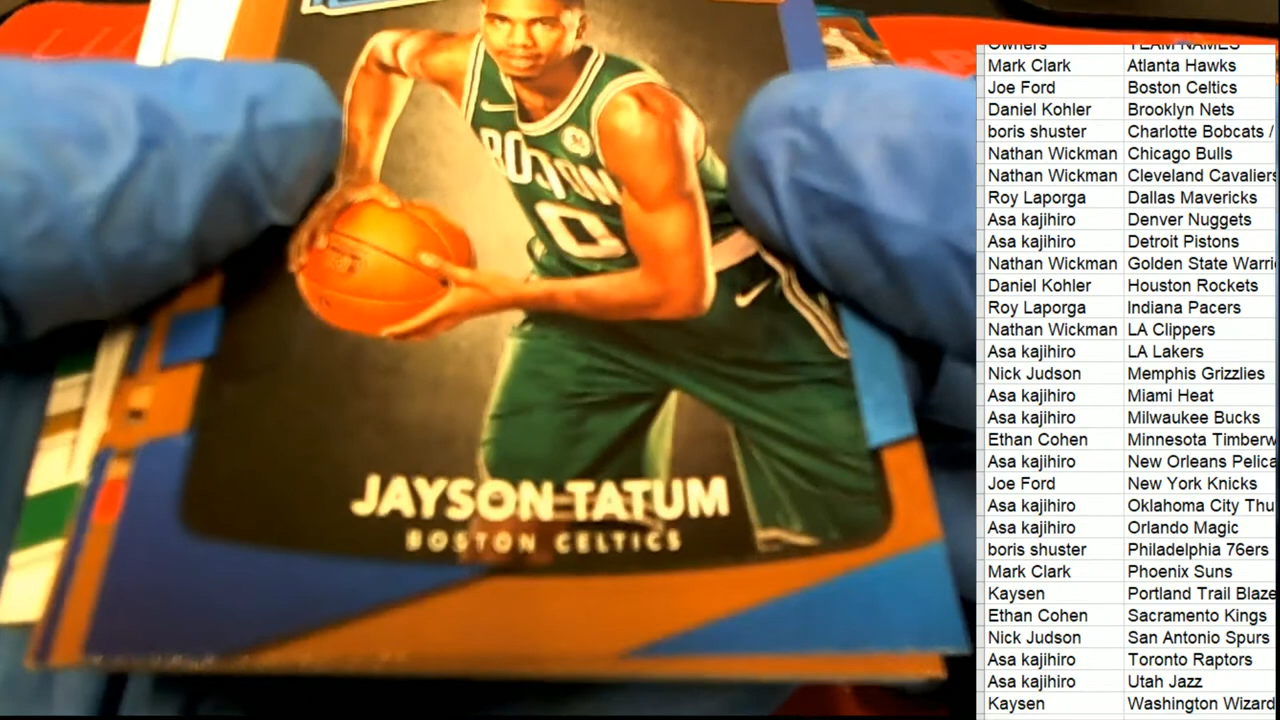 BOSTON
0
JAYSON TATUM
BOSTON CELTICS
Owners TEAM NAMES
Mark Clark Atlanta Hawks
Joe Ford Boston Celtics
Daniel Kohler Brooklyn Nets
boris shuster Charlotte Bobcats /
Nathan Wickman Chicago Bulls
Nathan Wickman Cleveland Cavaliers
Roy Laporga Dallas Mavericks
Asa kajihiro Denver Nuggets
Asa kajihiro Detroit Pistons
Nathan Wickman Golden State Warri
Daniel Kohler Houston Rockets
Roy Laporga Indiana Pacers
Nathan Wickman LA Clippers
Asa kajihiro LA Lakers
Nick Judson Memphis Grizzlies
Asa kajihiro Miami Heat
Asa kajihiro Milwaukee Bucks
Ethan Cohen Minnesota Timberw
Asa kajihiro New Orleans Pelica
Joe Ford New York Knicks
Asa kajihiro Oklahoma City Thu
Asa kajihiro Orlando Magic
boris shuster Philadelphia 76ers
Mark Clark Phoenix Suns
Kaysen Portland Trail Blaze
Ethan Cohen Sacramento Kings
Nick Judson San Antonio Spurs
Asa kajihiro Toronto Raptors
Asa kajihiro Utah Jazz
Kaysen Washington Wizard